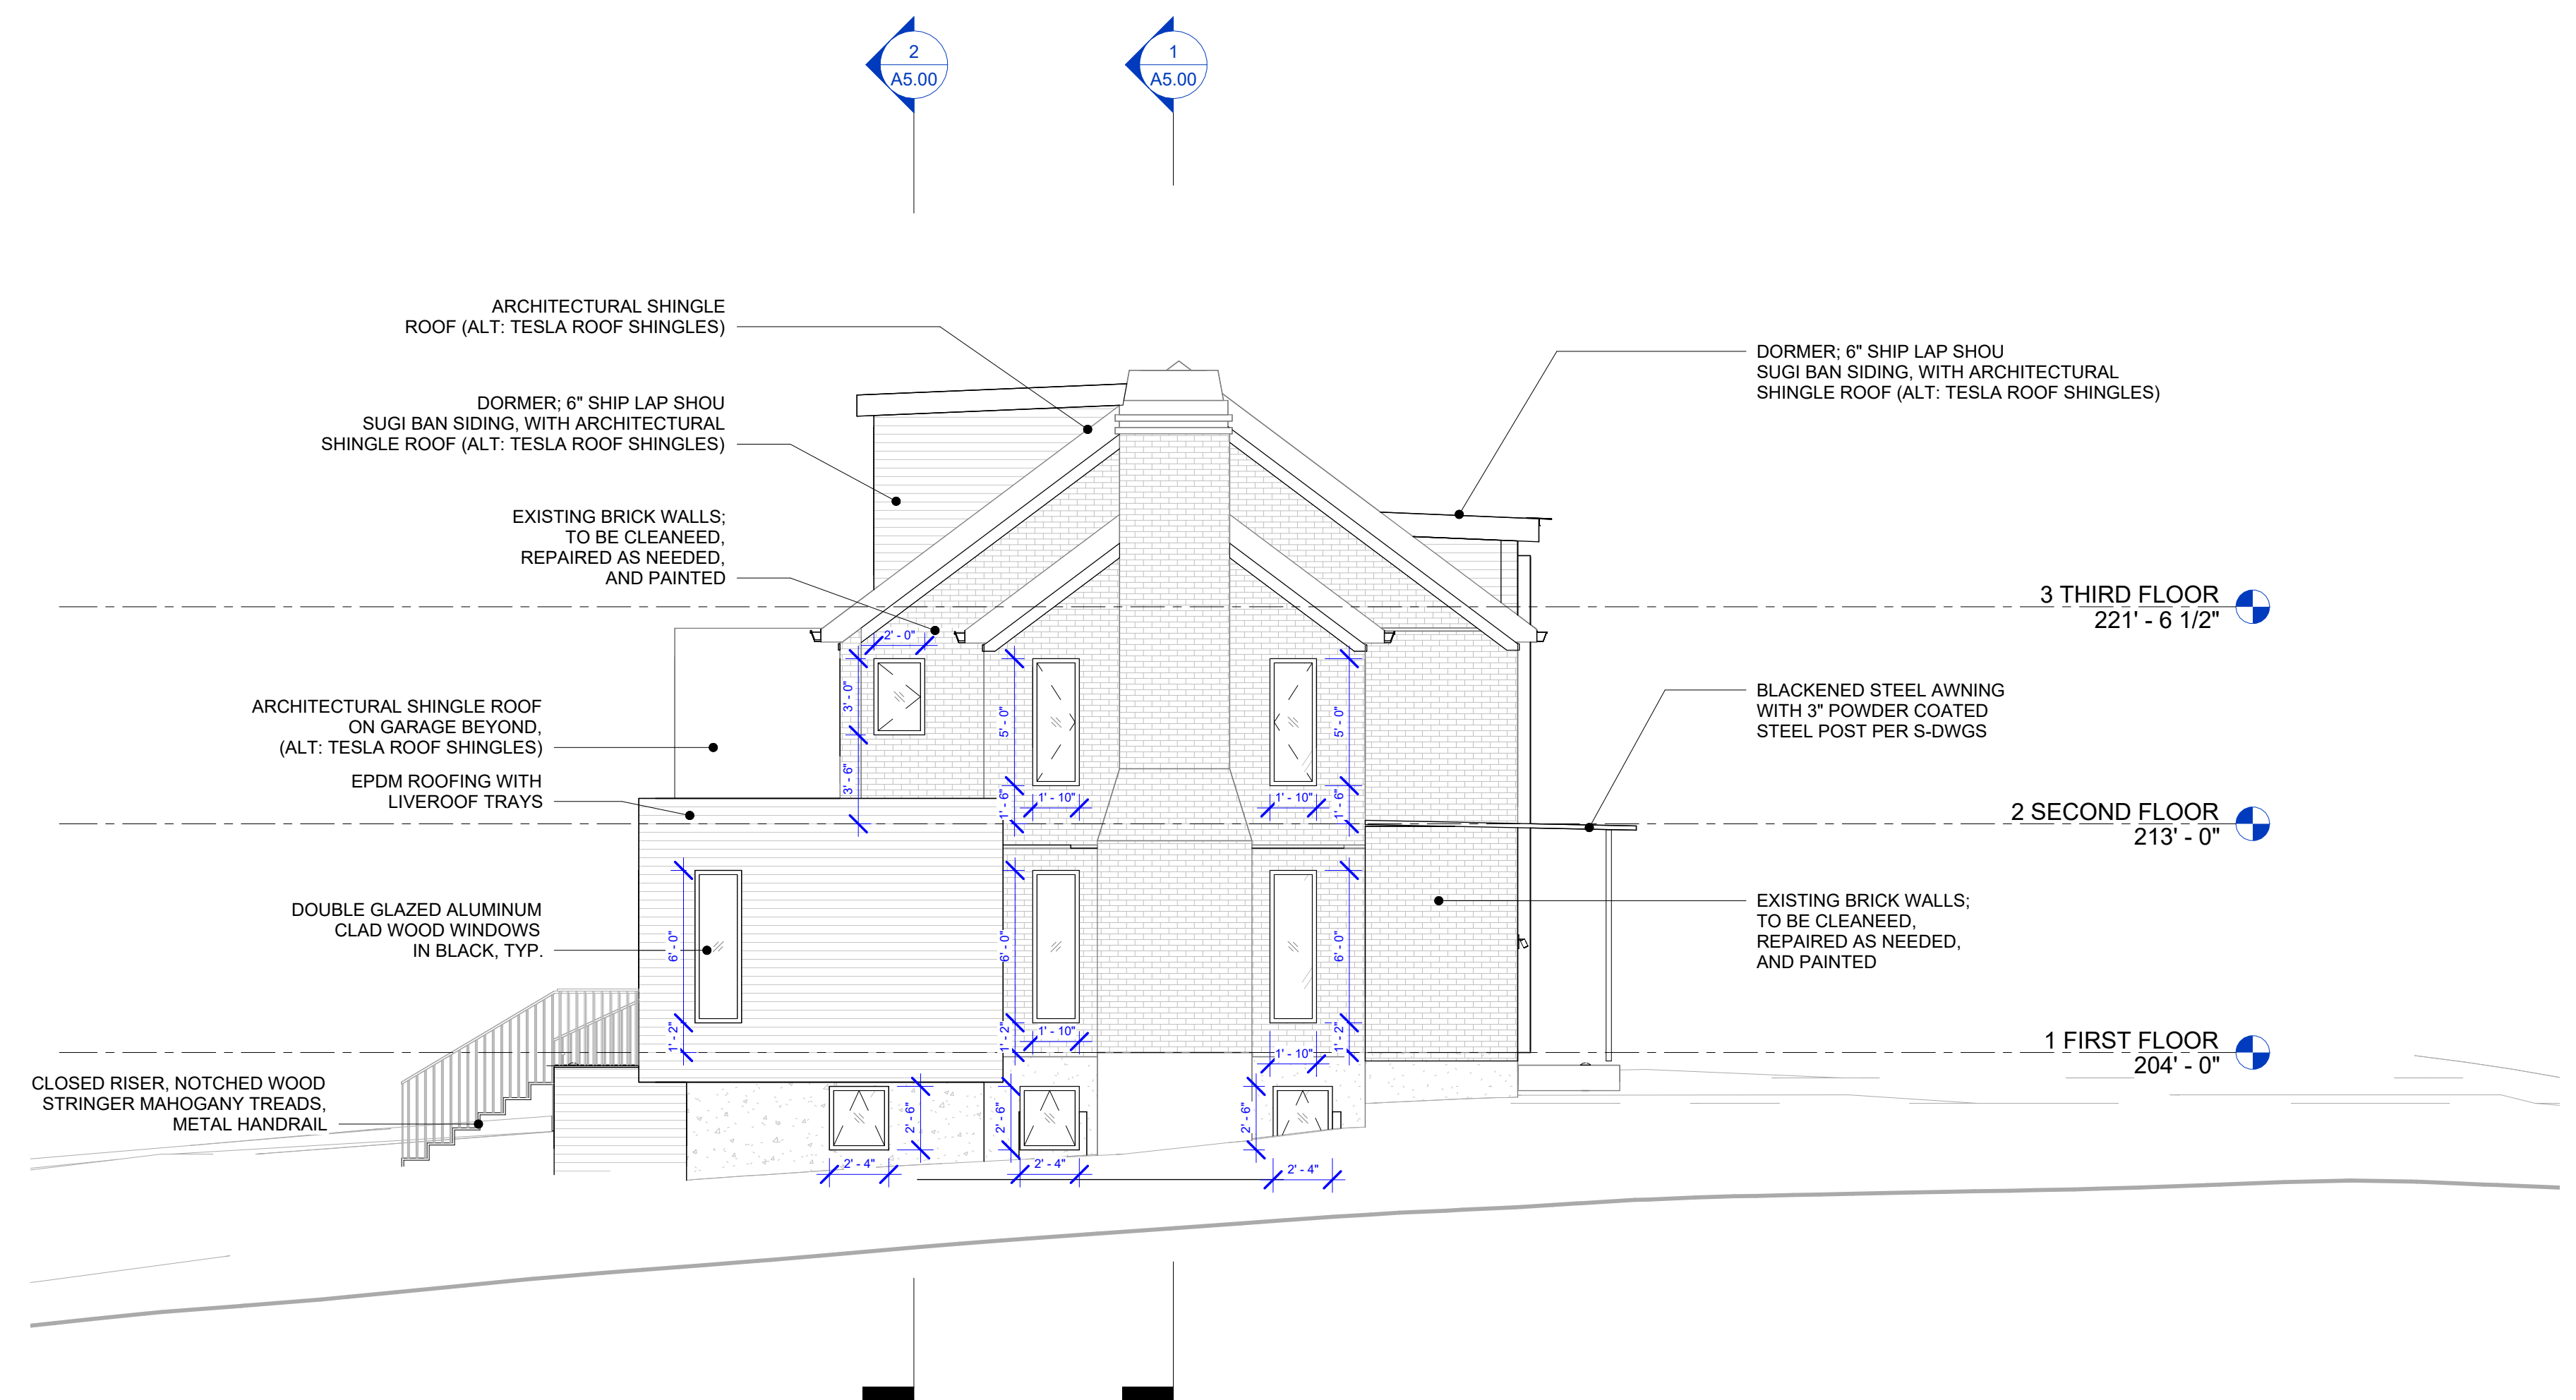 2
A5.00
1
A5.00
ARCHITECTURAL SHINGLE
ROOF (ALT: TESLA ROOF SHINGLES)
DORMER; 6" SHIP LAP SHOU
SUGI BAN SIDING, WITH ARCHITECTURAL
SHINGLE ROOF (ALT: TESLA ROOF SHINGLES)
EXISTING BRICK WALLS;
TO BE CLEANEED,
REPAIRED AS NEEDED,
AND PAINTED
ARCHITECTURAL SHINGLE ROOF
ON GARAGE BEYOND,
(ALT: TESLA ROOF SHINGLES)
EPDM ROOFING WITH
LIVEROOF TRAYS
DOUBLE GLAZED ALUMINUM
CLAD WOOD WINDOWS
IN BLACK, TYP.
CLOSED RISER, NOTCHED WOOD
STRINGER MAHOGANY TREADS,
METAL HANDRAIL
2' - 0"
3' - 0"
3' - 6"
5' - 0"
1' - 6"
1' - 10"
5' - 0"
1' - 6"
1' - 10"
6' - 0"
1' - 2"
6' - 0"
1' - 2"
1' - 10"
6' - 0"
1' - 2"
1' - 10"
2' - 6"
2' - 4"
2' - 6"
2' - 4"
2' - 6"
2' - 4"
DORMER; 6" SHIP LAP SHOU
SUGI BAN SIDING, WITH ARCHITECTURAL
SHINGLE ROOF (ALT: TESLA ROOF SHINGLES)
3 THIRD FLOOR
221' - 6 1/2"
BLACKENED STEEL AWNING
WITH 3" POWDER COATED
STEEL POST PER S-DWGS
2 SECOND FLOOR
213' - 0"
EXISTING BRICK WALLS;
TO BE CLEANEED,
REPAIRED AS NEEDED,
AND PAINTED
1 FIRST FLOOR
204' - 0"